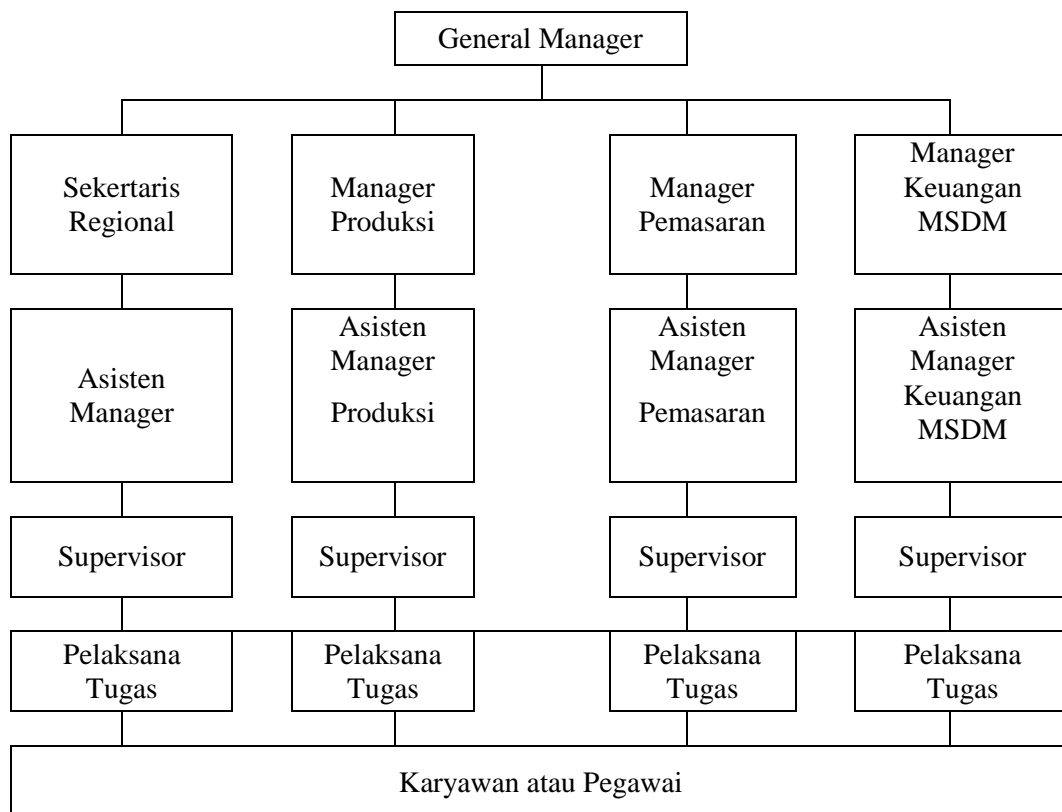 General Manager
Sekertaris
Regional
Manager
Produksi
Manager
Pemasaran
Manager
Keuangan
MSDM
Asisten
Manager
Asisten
Manager
Produksi
Asisten
Manager
Pemasaran
Asisten
Manager
Keuangan
MSDM
Supervisor
Supervisor
Supervisor
Supervisor
Pelaksana
Tugas
Pelaksana
Tugas
Pelaksana
Tugas
Pelaksana
Tugas
Karyawan atau Pegawai